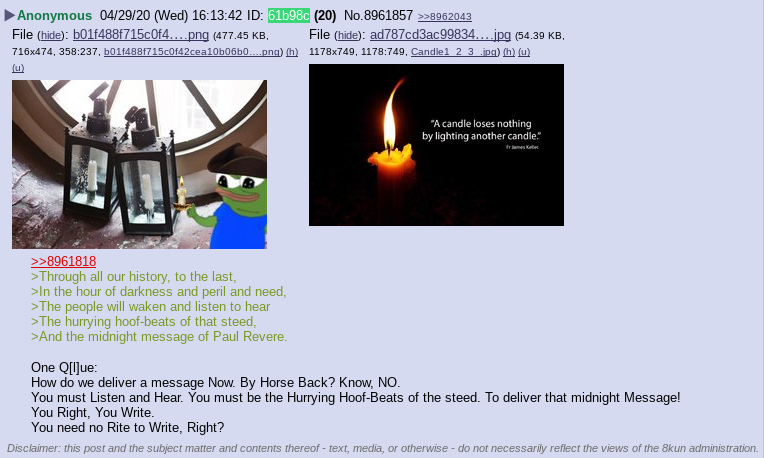 ▶Anonymous 04/29/20 (Wed) 16:13:42 ID: 61b98c (20) No.8961857 >>8962043
File (hide): b01f488f715c0f4….png (477.45 KB, 716x474, 358:237, b01f488f715c0f42cea10b06b0….png) (h) (u)
File (hide): ad787cd3ac99834….jpg (54.39 KB, 1178x749, 1178:749, Candle1_2_3_.jpg) (h) (u)
“A candle loses nothing
by lighting another candle.”
Fr James Keller
>>8961818
>Through all our history, to the last,
>In the hour of darkness and peril and need,
>The people will waken and listen to hear
>The hurrying hoof-beats of that steed,
>And the midnight message of Paul Revere.
One Q[l]ue:
How do we deliver a message Now. By Horse Back? Know, NO.
You must Listen and Hear. You must be the Hurrying Hoof-Beats of the steed. To deliver that midnight Message!
You Right, You Write.
You need no Rite to Write, Right?
Disclaimer: this post and the subject matter and contents thereof - text, media, or otherwise - do not necessarily reflect the views of the 8kun administration.